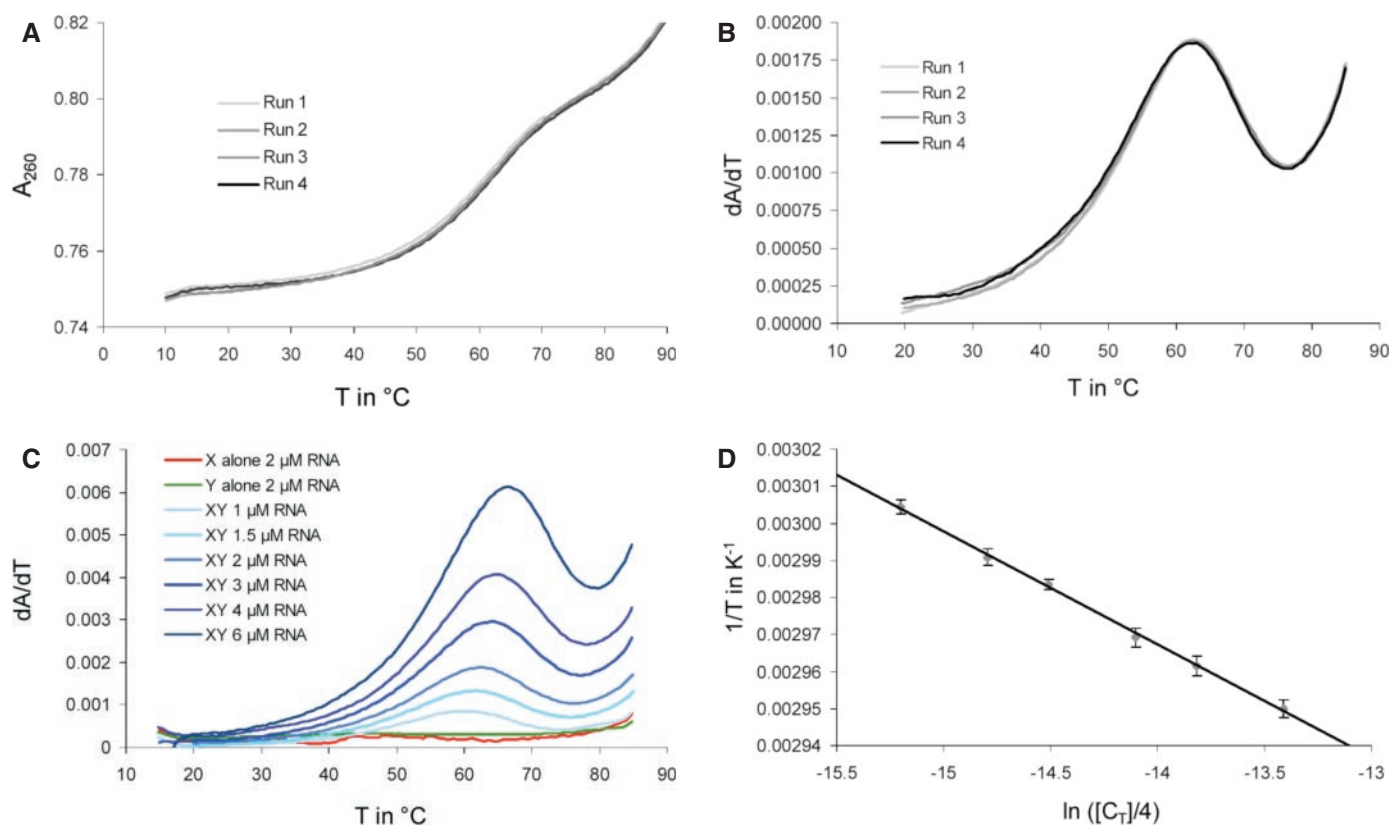 A
0.82
0.80
0.78
0.76
0.74
A260
Run 1
Run 2
Run 3
Run 4
0 10 20 30 40 50 60 70 80 90
T in °C
B
0.00200
0.00175
0.00150
0.00125
0.00100
0.00075
0.00050
0.00025
0.00000
dA/dT
Run 1
Run 2
Run 3
Run 4
10 20 30 40 50 60 70 80 90
T in °C
C
0.007
0.006
0.005
0.004
0.003
0.002
0.001
0
dA/dT
X alone 2 µM RNA
Y alone 2 µM RNA
XY 1 µM RNA
XY 1.5 µM RNA
XY 2 µM RNA
XY 3 µM RNA
XY 4 µM RNA
XY 6 µM RNA
10 20 30 40 50 60 70 80 90
T in °C
D
0.00302
0.00301
0.00300
0.00299
0.00298
0.00297
0.00296
0.00295
0.00294
1/T in K-1
-15.5 -15 -14.5 -14 -13.5 -13
ln ([CT]/4)